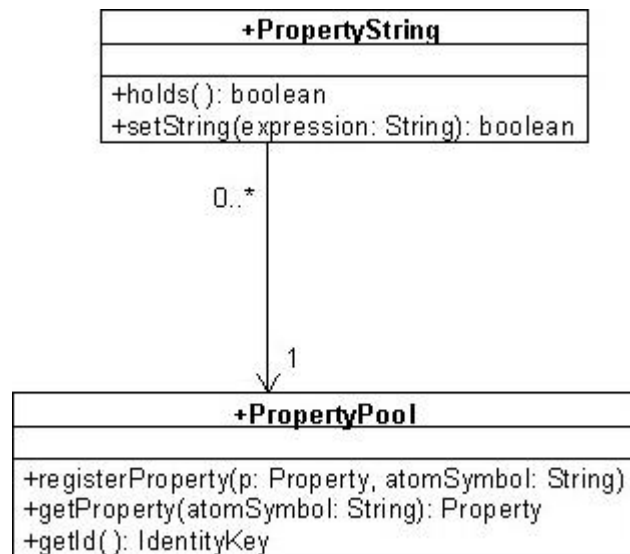 +PropertyString
+holds( ): boolean
+setString(expression: String): boolean
0..*
1
+PropertyPool
+registerProperty(p: Property, atomSymbol: String)
+getProperty(atomSymbol: String): Property
+getId( ): IdentityKey